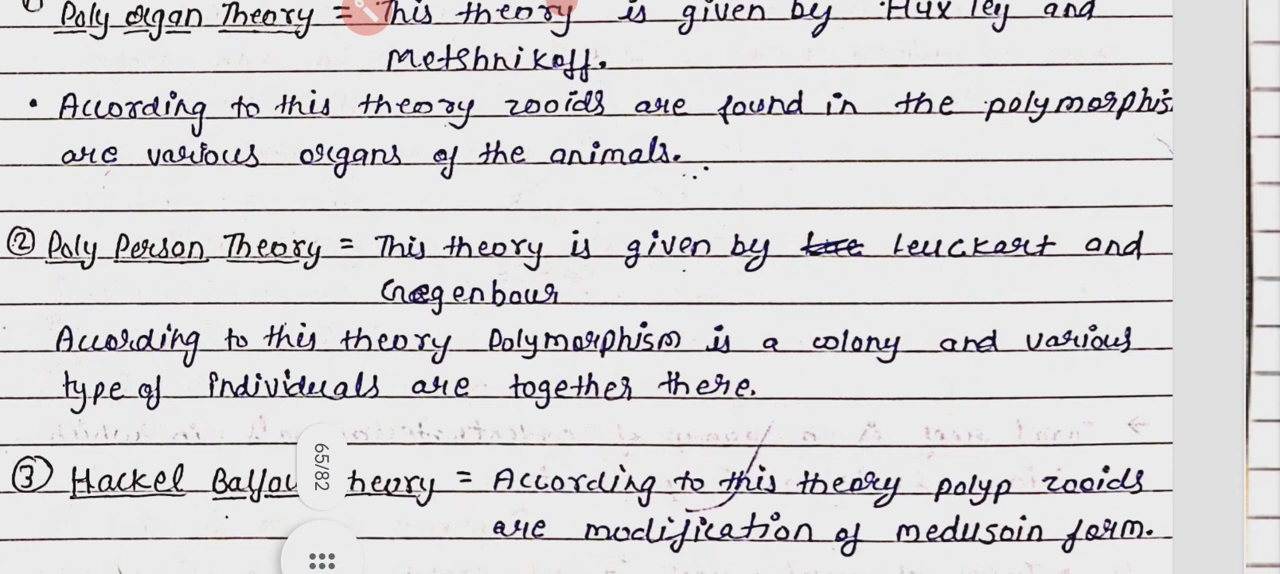 Poly organ Theory = This theory is given by Huxley and
Metshnikoff.
• According to this theory zooids are found in the polymorphis
are various organs of the animals.
② Poly Person Theory = This theory is given by Leuckart and
Gegenbour
According to this theory Polymorphism is a colony and various
type of individuals are together there.
65/82
③ Hackel Balfou heory = According to this theory polyp zooids
are modification of medusoin form.